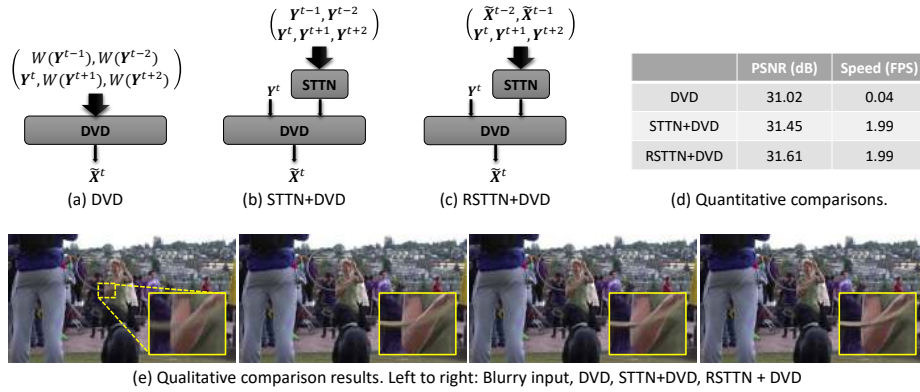 (W(Y^{t-1}), W(Y^{t-2})
Y^t, W(Y^{t+1}), W(Y^{t+2}))
DVD
X̃^t
(a) DVD
(Y^{t-1}, Y^{t-2}
Y^t, Y^{t+1}, Y^{t+2})
STTN
Y^t
DVD
X̃^t
(b) STTN+DVD
(X̃^{t-2}, X̃^{t-1}
Y^t, Y^{t+1}, Y^{t+2})
STTN
Y^t
DVD
X̃^t
(c) RSTTN+DVD
PSNR (dB) Speed (FPS)
DVD 31.02 0.04
STTN+DVD 31.45 1.99
RSTTN+DVD 31.61 1.99
(d) Quantitative comparisons.
(e) Qualitative comparison results. Left to right: Blurry input, DVD, STTN+DVD, RSTTN + DVD